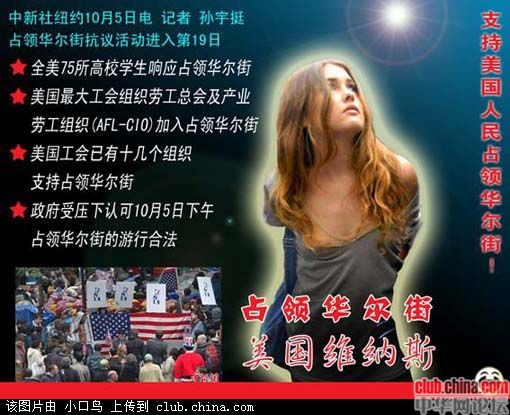 中新社纽约10月5日电 记者 孙宇挺
占领华尔街抗议活动进入第19日
全美75所高校学生响应占领华尔街
美国最大工会组织劳工总会及产业
劳工组织(AFL-CIO)加入占领华尔街
美国工会已有十几个组织
支持占领华尔街
政府受压下认可10月5日下午
占领华尔街的游行合法
支持美国人民占领华尔街！
占领华尔街
美国维纳斯
club.china.com
中华网论坛
该图片由 小口鸟 上传到 club.china.com